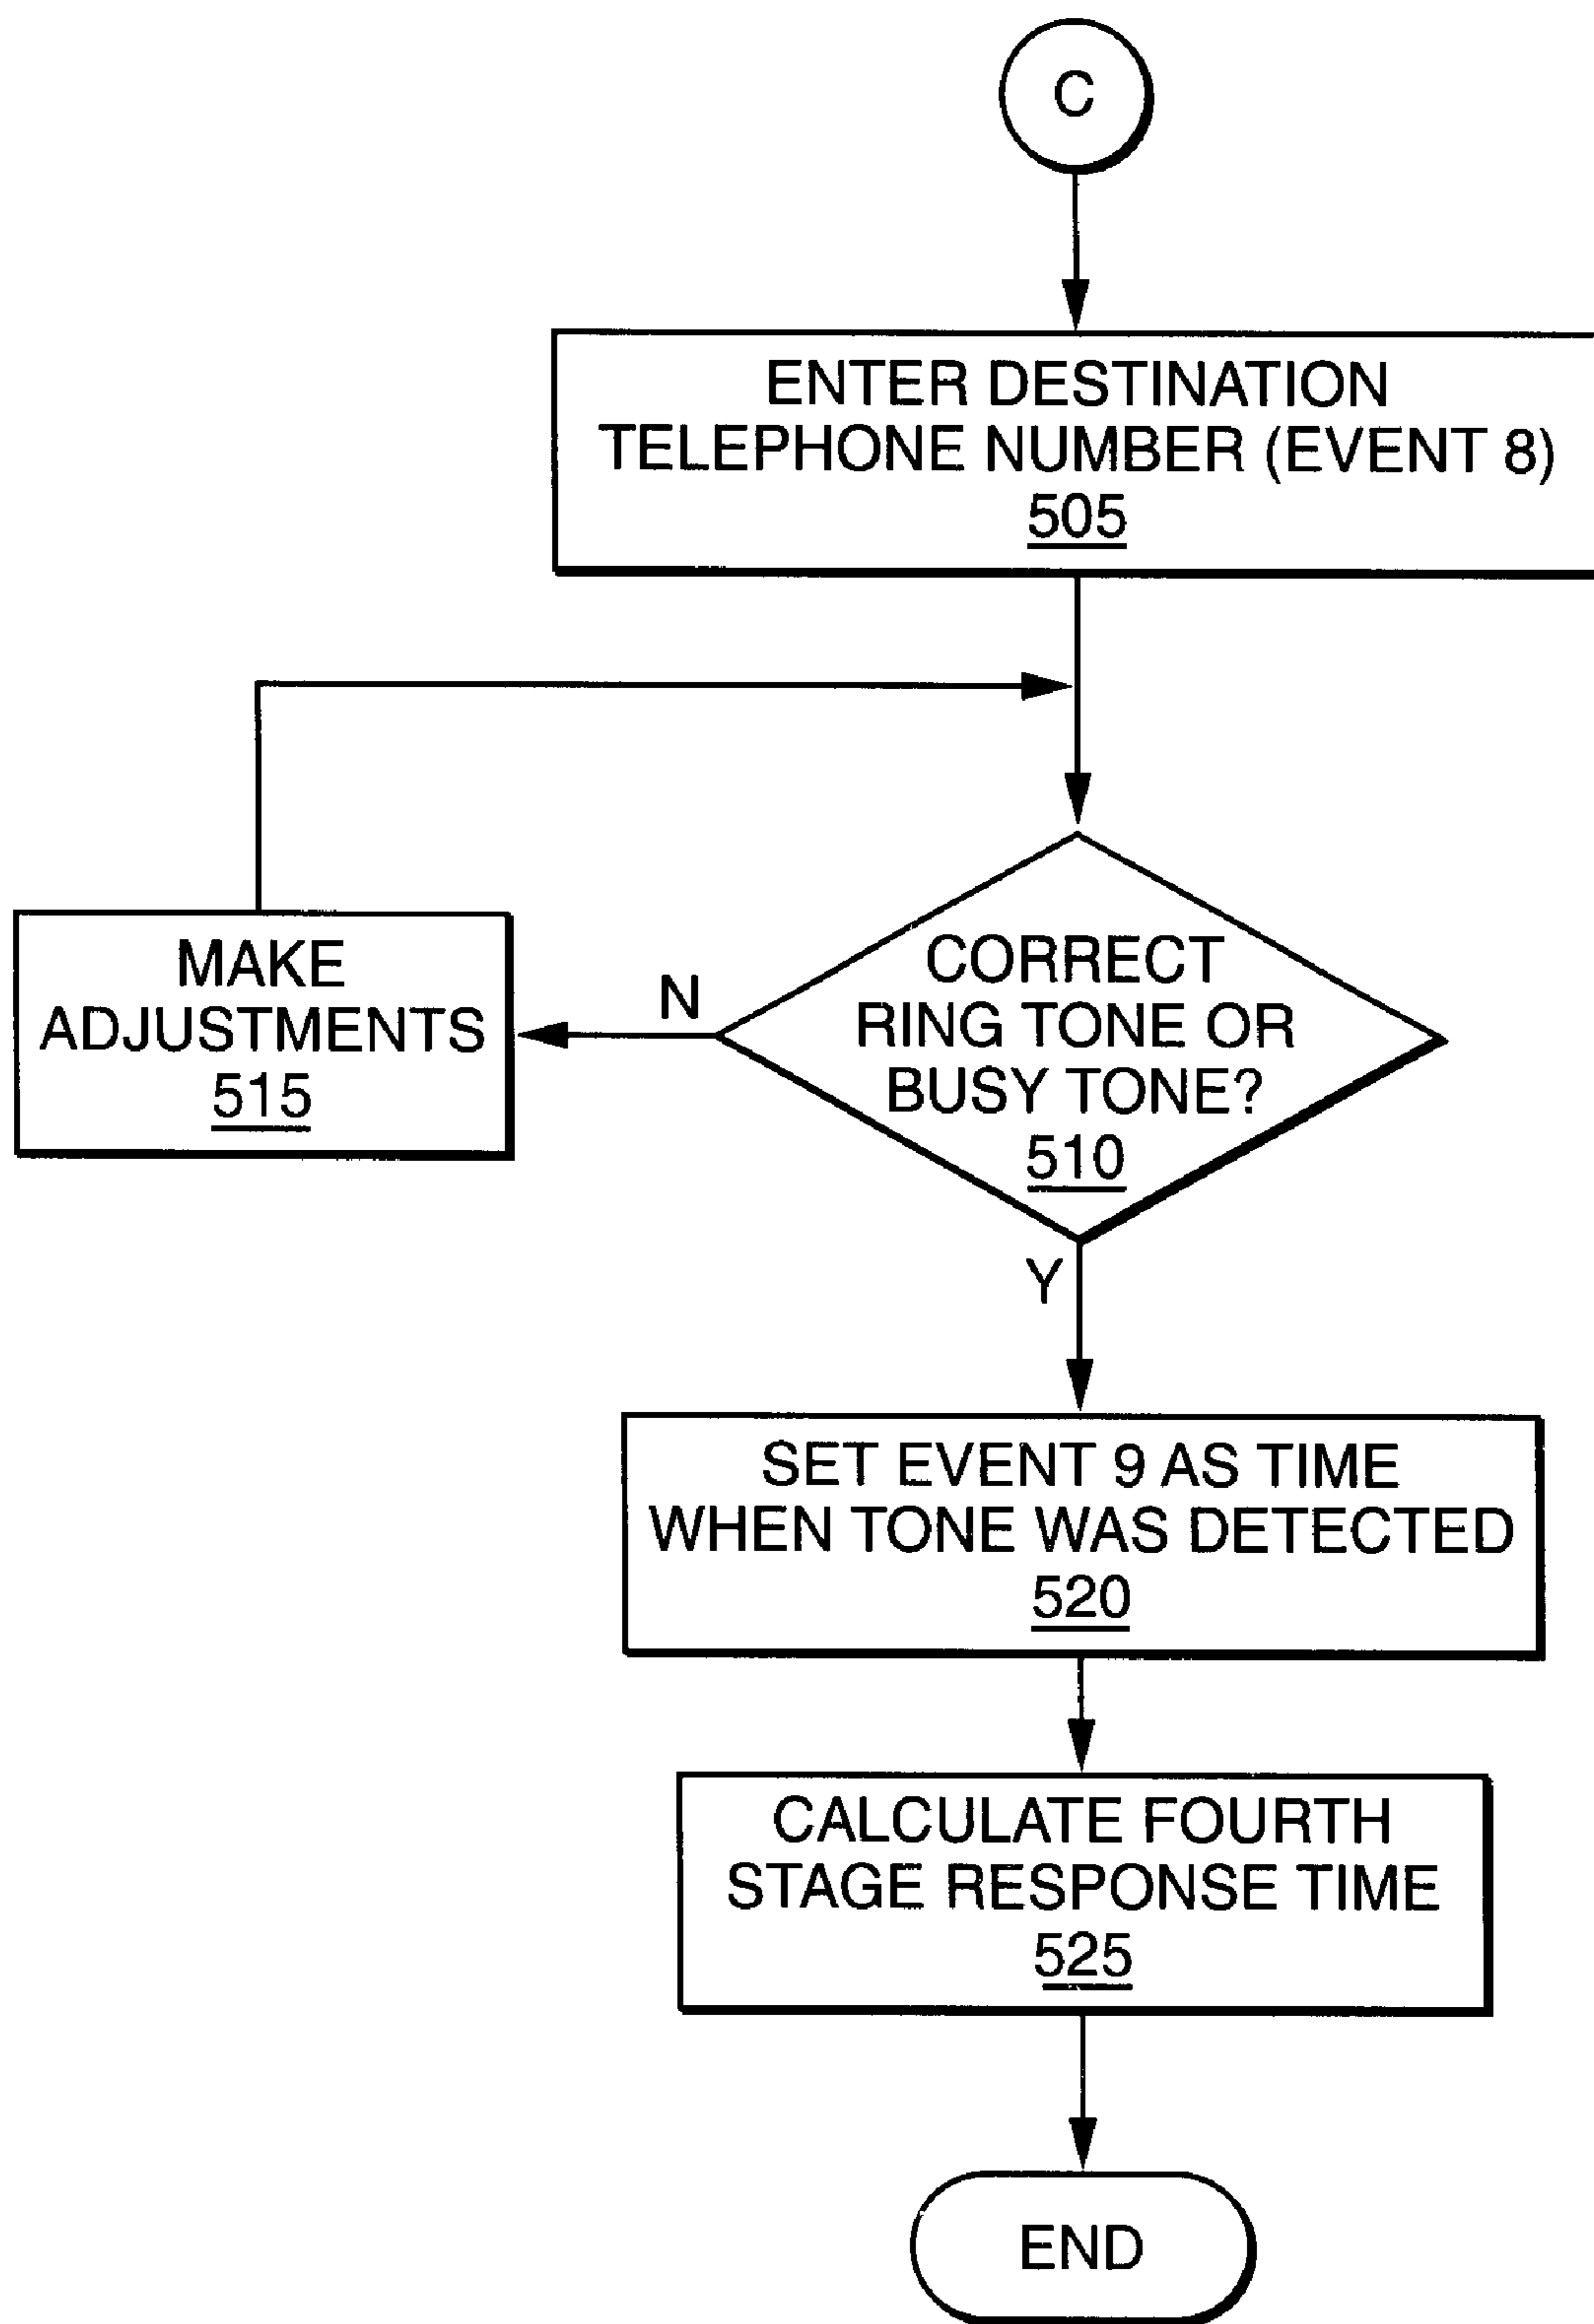 C
ENTER DESTINATION
TELEPHONE NUMBER (EVENT 8)
505
CORRECT
RING TONE OR
BUSY TONE?
510
N
MAKE
ADJUSTMENTS
515
Y
SET EVENT 9 AS TIME
WHEN TONE WAS DETECTED
520
CALCULATE FOURTH
STAGE RESPONSE TIME
525
END